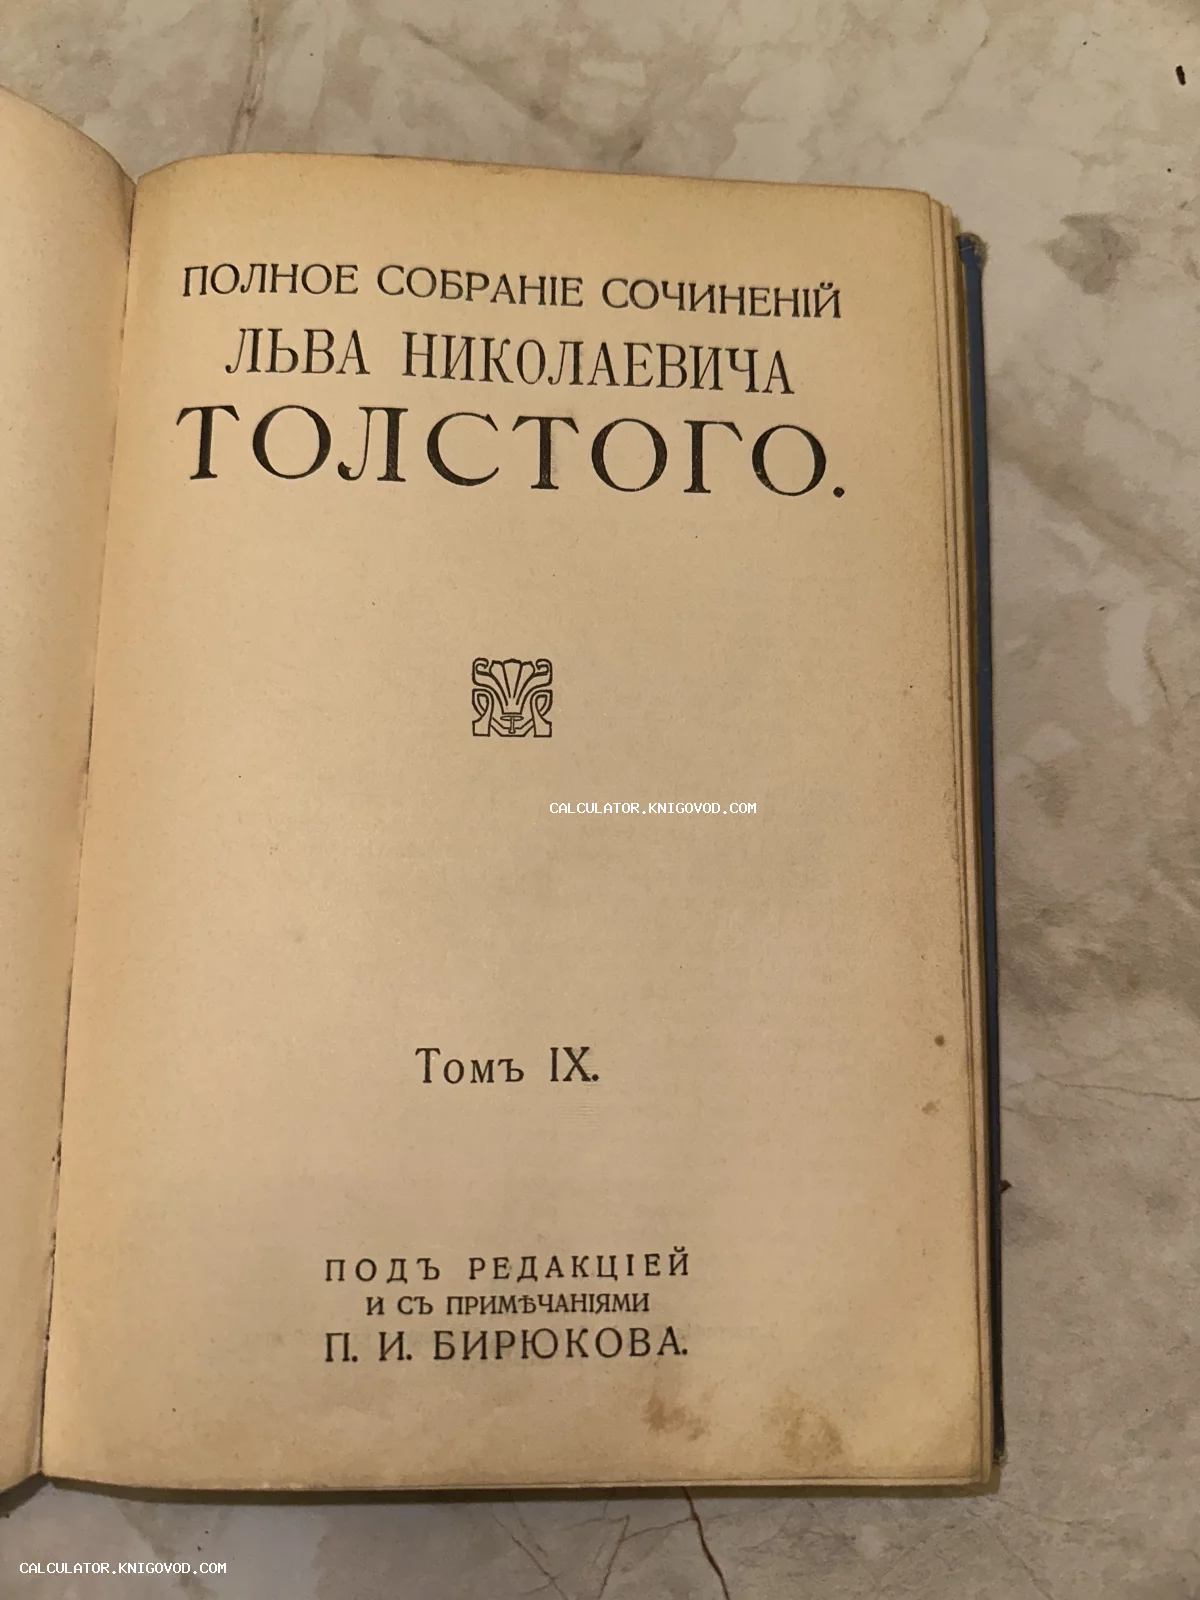 ПОЛНОЕ СОБРАНІЕ СОЧИНЕНІЙ
ЛЬВА НИКОЛАЕВИЧА
ТОЛСТОГО.
CALCULATOR.KNIGOVOD.COM
Томъ IX.
ПОДЪ РЕДАКЦІЕЙ
И СЪ ПРИМѢЧАНІЯМИ
П. И. БИРЮКОВА.
CALCULATOR.KNIGOVOD.COM